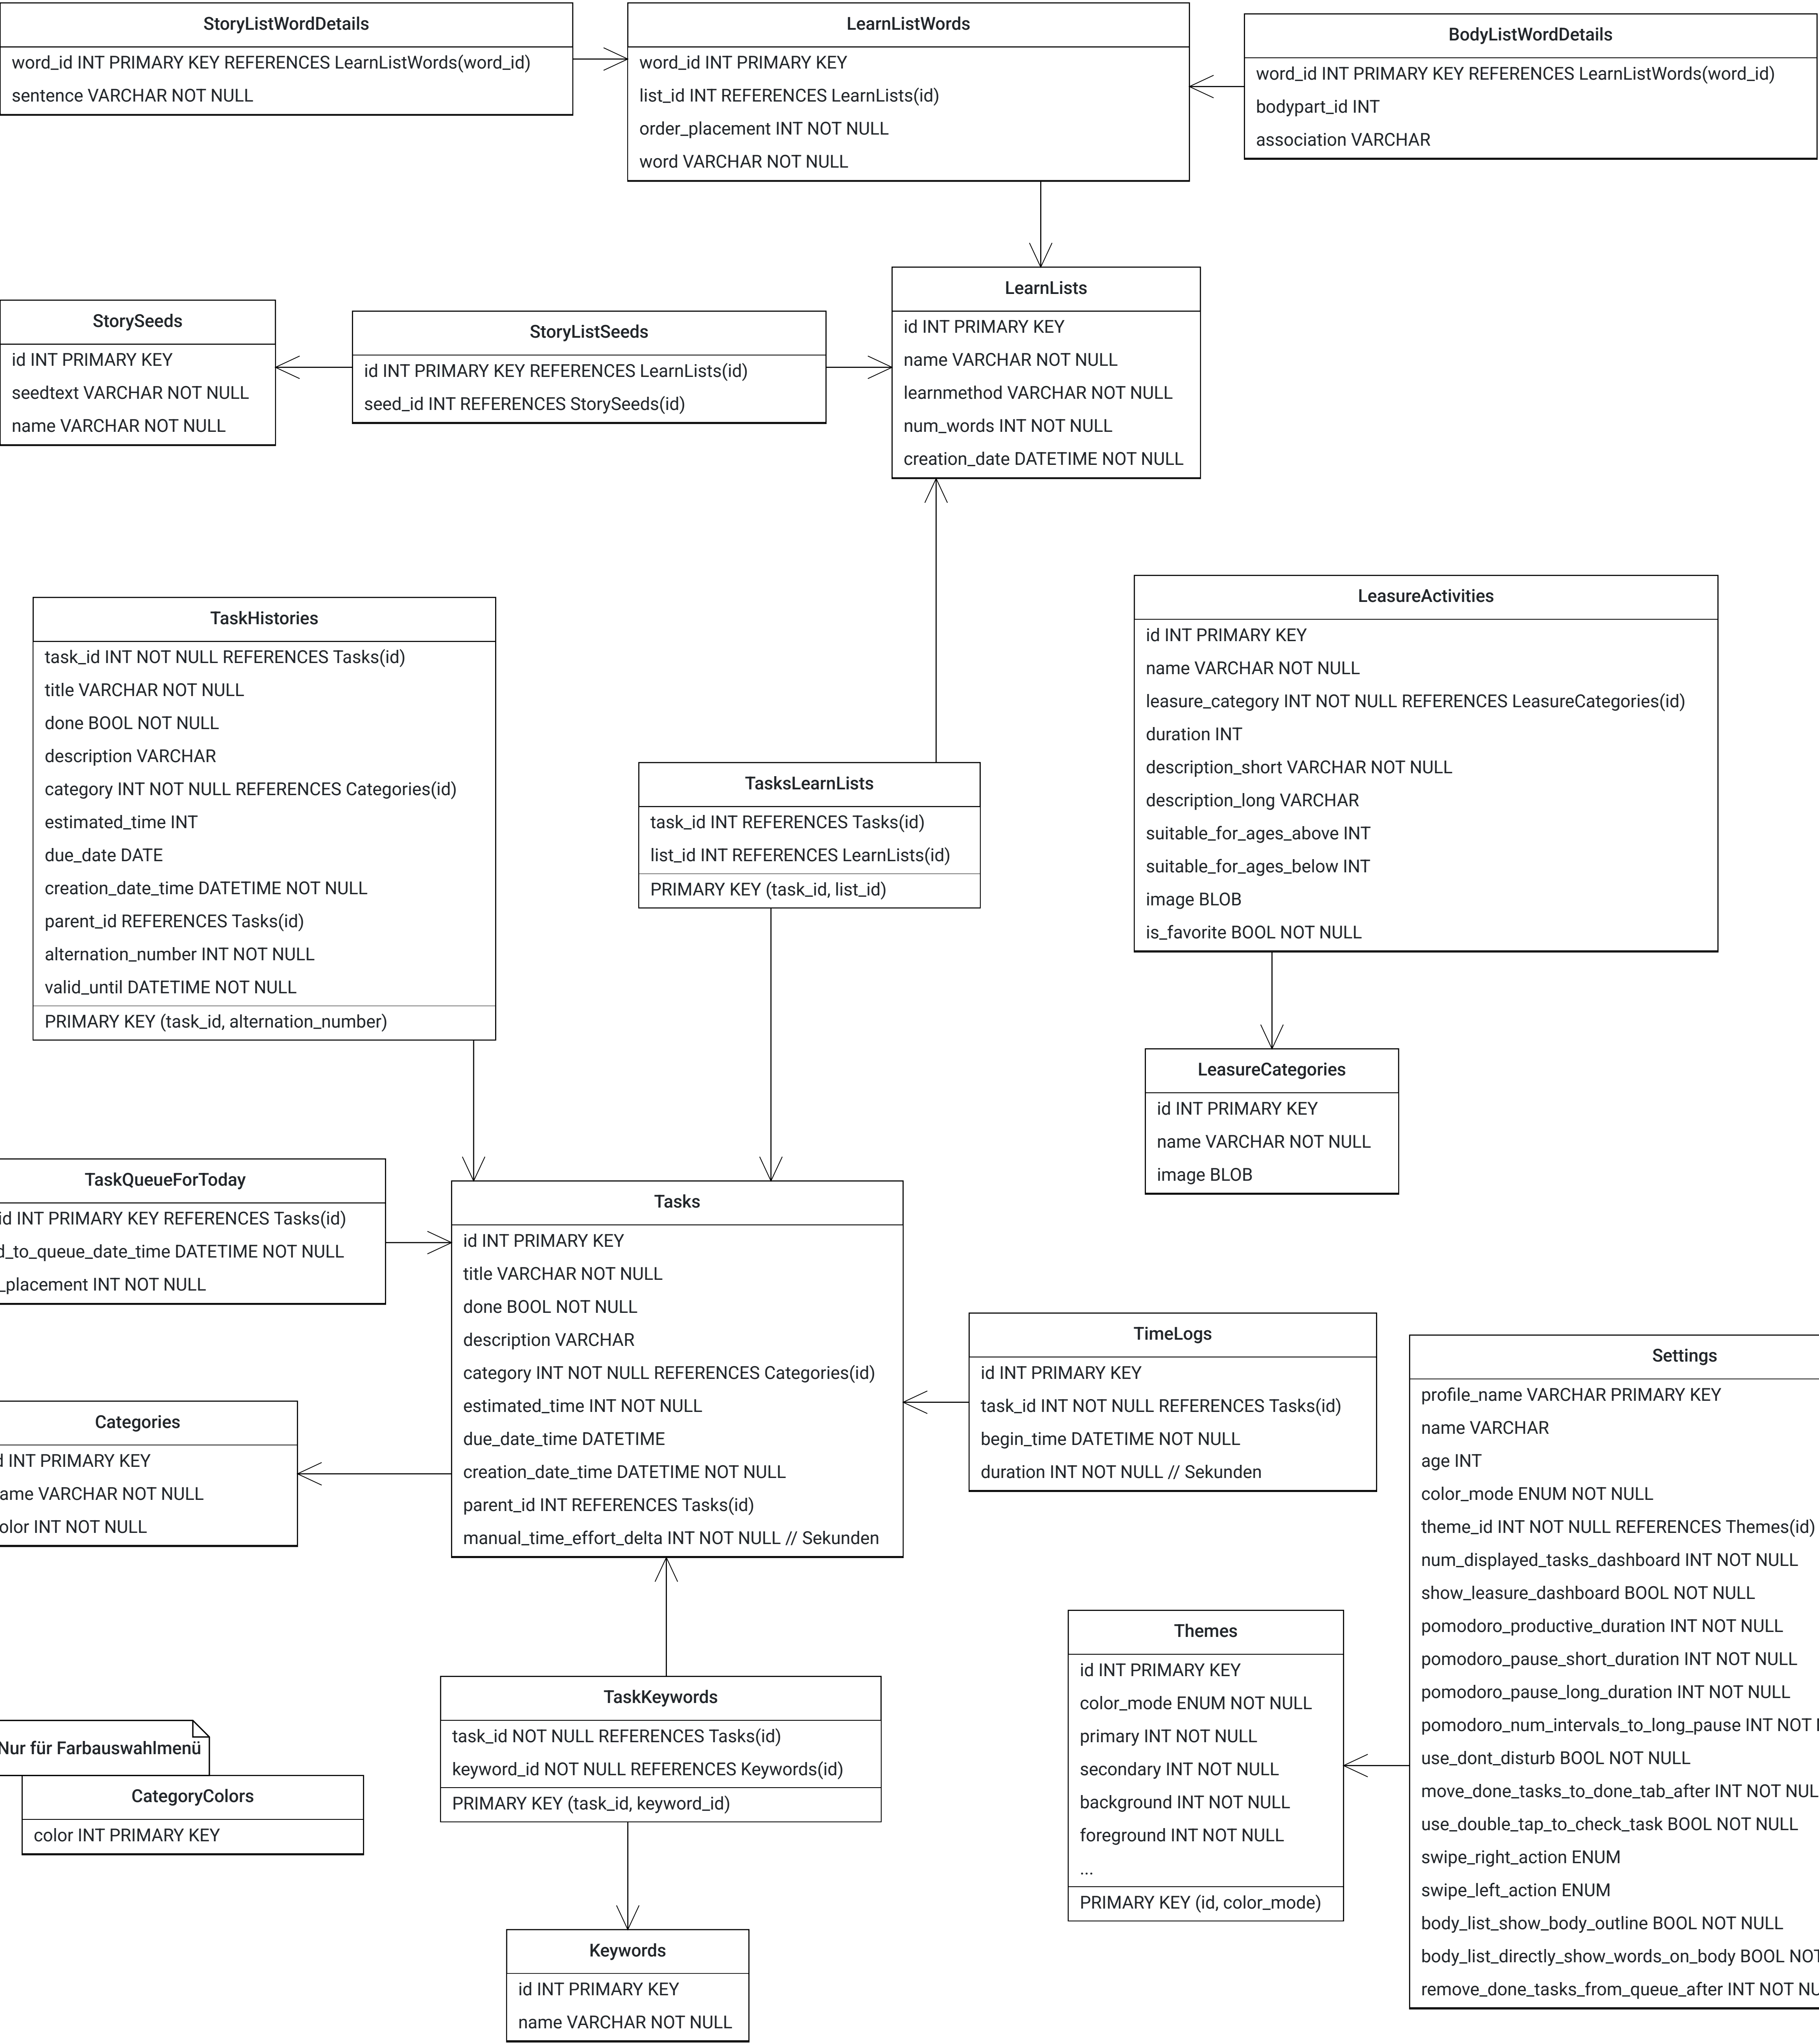 StoryListWordDetails
word_id INT PRIMARY KEY REFERENCES LearnListWords(word_id)
sentence VARCHAR NOT NULL
LearnListWords
word_id INT PRIMARY KEY
list_id INT REFERENCES LearnLists(id)
order_placement INT NOT NULL
word VARCHAR NOT NULL
BodyListWordDetails
word_id INT PRIMARY KEY REFERENCES LearnListWords(word_id)
bodypart_id INT
association VARCHAR
StorySeeds
id INT PRIMARY KEY
seedtext VARCHAR NOT NULL
name VARCHAR NOT NULL
StoryListSeeds
id INT PRIMARY KEY REFERENCES LearnLists(id)
seed_id INT REFERENCES StorySeeds(id)
LearnLists
id INT PRIMARY KEY
name VARCHAR NOT NULL
learnmethod VARCHAR NOT NULL
num_words INT NOT NULL
creation_date DATETIME NOT NULL
TaskHistories
task_id INT NOT NULL REFERENCES Tasks(id)
title VARCHAR NOT NULL
done BOOL NOT NULL
description VARCHAR
category INT NOT NULL REFERENCES Categories(id)
estimated_time INT
due_date DATE
creation_date_time DATETIME NOT NULL
parent_id REFERENCES Tasks(id)
alternation_number INT NOT NULL
valid_until DATETIME NOT NULL
PRIMARY KEY (task_id, alternation_number)
TasksLearnLists
task_id INT REFERENCES Tasks(id)
list_id INT REFERENCES LearnLists(id)
PRIMARY KEY (task_id, list_id)
LeasureActivities
id INT PRIMARY KEY
name VARCHAR NOT NULL
leasure_category INT NOT NULL REFERENCES LeasureCategories(id)
duration INT
description_short VARCHAR NOT NULL
description_long VARCHAR
suitable_for_ages_above INT
suitable_for_ages_below INT
image BLOB
is_favorite BOOL NOT NULL
LeasureCategories
id INT PRIMARY KEY
name VARCHAR NOT NULL
image BLOB
TaskQueueForToday
id INT PRIMARY KEY REFERENCES Tasks(id)
d_to_queue_date_time DATETIME NOT NULL
_placement INT NOT NULL
Tasks
id INT PRIMARY KEY
title VARCHAR NOT NULL
done BOOL NOT NULL
description VARCHAR
category INT NOT NULL REFERENCES Categories(id)
estimated_time INT NOT NULL
due_date_time DATETIME
creation_date_time DATETIME NOT NULL
parent_id INT REFERENCES Tasks(id)
manual_time_effort_delta INT NOT NULL // Sekunden
TimeLogs
id INT PRIMARY KEY
task_id INT NOT NULL REFERENCES Tasks(id)
begin_time DATETIME NOT NULL
duration INT NOT NULL // Sekunden
Categories
d INT PRIMARY KEY
ame VARCHAR NOT NULL
olor INT NOT NULL
Settings
profile_name VARCHAR PRIMARY KEY
name VARCHAR
age INT
color_mode ENUM NOT NULL
theme_id INT NOT NULL REFERENCES Themes(id)
num_displayed_tasks_dashboard INT NOT NULL
show_leasure_dashboard BOOL NOT NULL
pomodoro_productive_duration INT NOT NULL
pomodoro_pause_short_duration INT NOT NULL
pomodoro_pause_long_duration INT NOT NULL
pomodoro_num_intervals_to_long_pause INT NOT
use_dont_disturb BOOL NOT NULL
move_done_tasks_to_done_tab_after INT NOT NUL
use_double_tap_to_check_task BOOL NOT NULL
swipe_right_action ENUM
swipe_left_action ENUM
body_list_show_body_outline BOOL NOT NULL
body_list_directly_show_words_on_body BOOL NOT
remove_done_tasks_from_queue_after INT NOT NU
Themes
id INT PRIMARY KEY
color_mode ENUM NOT NULL
primary INT NOT NULL
secondary INT NOT NULL
background INT NOT NULL
foreground INT NOT NULL
...
PRIMARY KEY (id, color_mode)
TaskKeywords
task_id NOT NULL REFERENCES Tasks(id)
keyword_id NOT NULL REFERENCES Keywords(id)
PRIMARY KEY (task_id, keyword_id)
Nur für Farbauswahlmenü
CategoryColors
color INT PRIMARY KEY
Keywords
id INT PRIMARY KEY
name VARCHAR NOT NULL